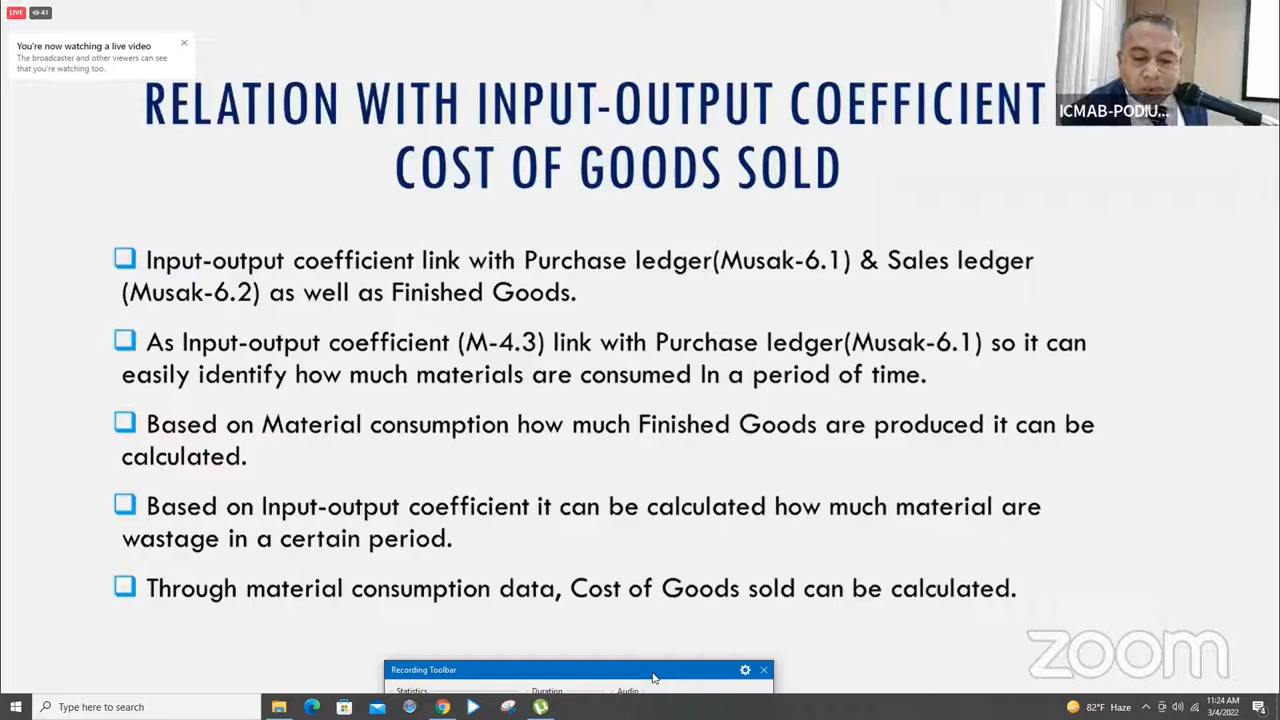 LIVE
41
You're now watching a live video
The broadcaster and other viewers can see
that you're watching too.
RELATION WITH INPUT-OUTPUT COEFFICIENT
COST OF GOODS SOLD
ICMAB-PODIU...
Input-output coefficient link with Purchase ledger(Musak-6.1) & Sales ledger
(Musak-6.2) as well as Finished Goods.
As Input-output coefficient (M-4.3) link with Purchase ledger(Musak-6.1) so it can
easily identify how much materials are consumed In a period of time.
Based on Material consumption how much Finished Goods are produced it can be
calculated.
Based on Input-output coefficient it can be calculated how much material are
wastage in a certain period.
Through material consumption data, Cost of Goods sold can be calculated.
zoom
Recording Toolbar
Statistics Duration Audio
Type here to search
82°F Haze
11:24 AM
3/4/2022
4